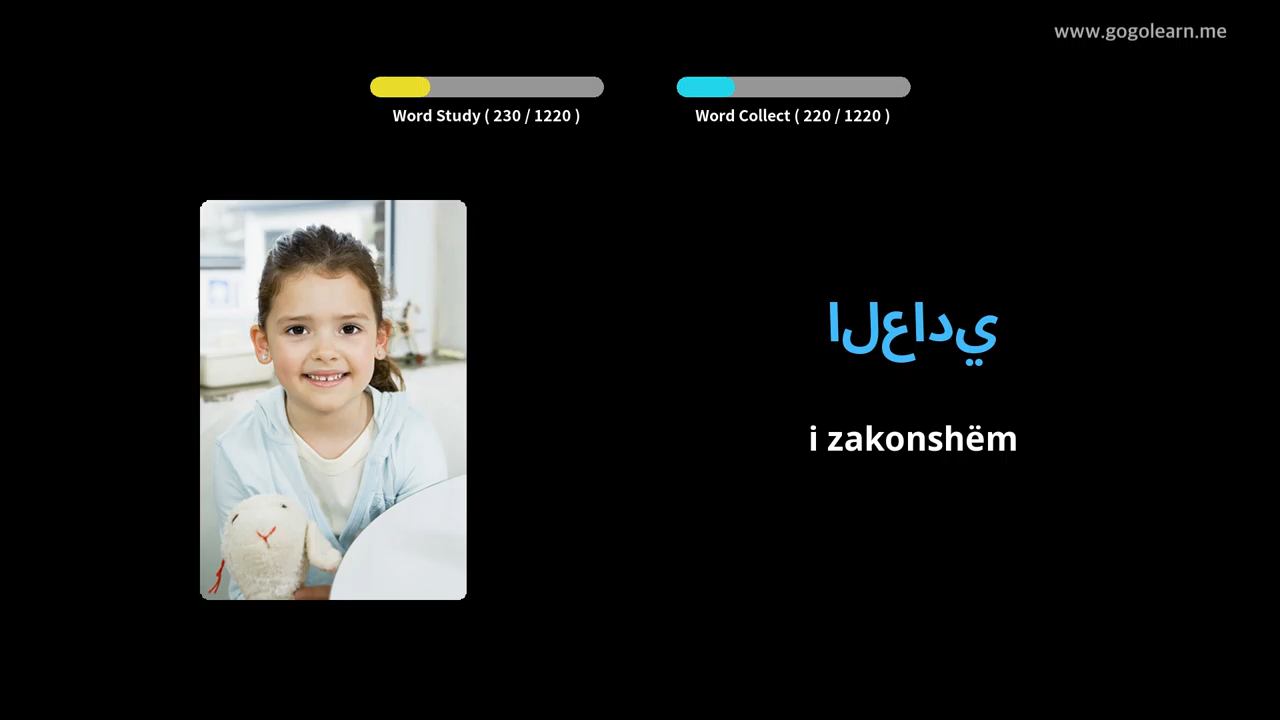 www.gogolearn.me
Word Study ( 230 / 1220 )
Word Collect ( 220 / 1220 )
العادي
i zakonshëm